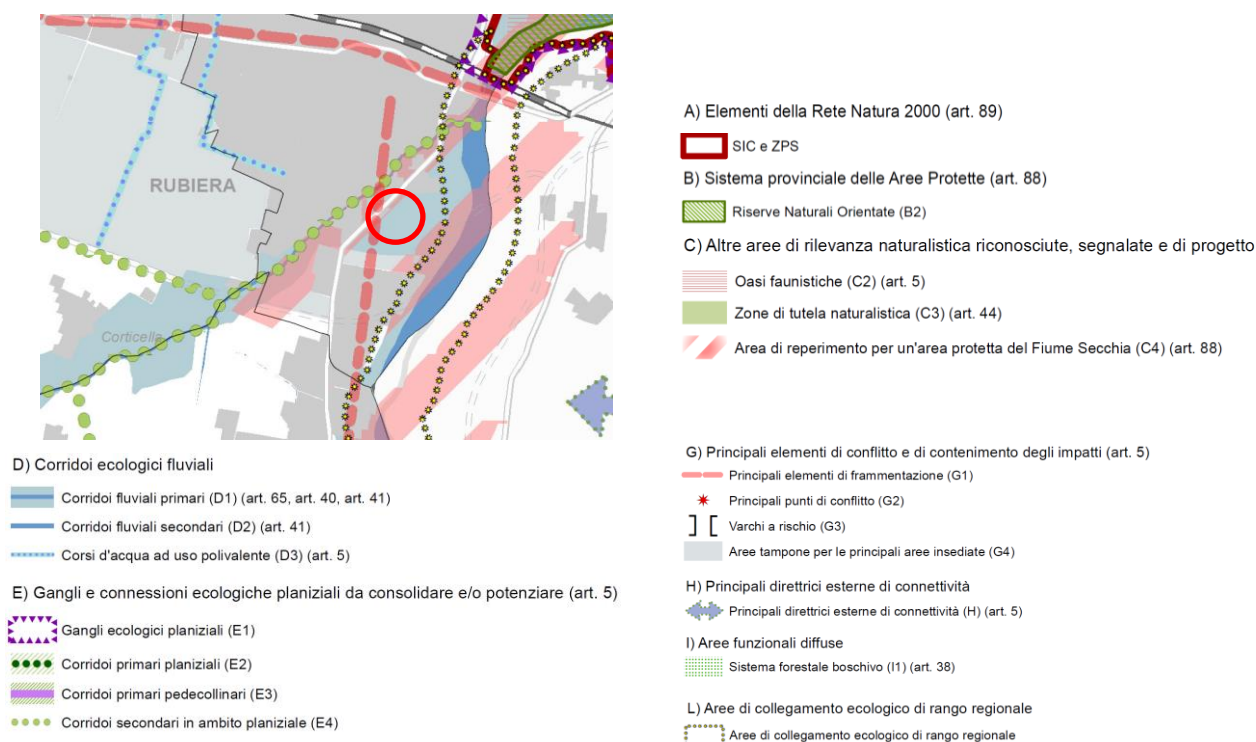 RUBIERA
Corticella
A) Elementi della Rete Natura 2000 (art. 89)
SIC e ZPS
B) Sistema provinciale delle Aree Protette (art. 88)
Riserve Naturali Orientate (B2)
C) Altre aree di rilevanza naturalistica riconosciute, segnalate e di progetto
Oasi faunistiche (C2) (art. 5)
Zone di tutela naturalistica (C3) (art. 44)
Area di reperimento per un'area protetta del Fiume Secchia (C4) (art. 88)
D) Corridoi ecologici fluviali
Corridoi fluviali primari (D1) (art. 65, art. 40, art. 41)
Corridoi fluviali secondari (D2) (art. 41)
Corsi d'acqua ad uso polivalente (D3) (art. 5)
E) Gangli e connessioni ecologiche planiziali da consolidare e/o potenziare (art. 5)
Gangli ecologici planiziali (E1)
Corridoi primari planiziali (E2)
Corridoi primari pedecollinari (E3)
Corridoi secondari in ambito planiziale (E4)
G) Principali elementi di conflitto e di contenimento degli impatti (art. 5)
Principali elementi di frammentazione (G1)
Principali punti di conflitto (G2)
Varchi a rischio (G3)
Aree tampone per le principali aree insediate (G4)
H) Principali direttrici esterne di connettività
Principali direttrici esterne di connettività (H) (art. 5)
I) Aree funzionali diffuse
Sistema forestale boschivo (I1) (art. 38)
L) Aree di collegamento ecologico di rango regionale
Aree di collegamento ecologico di rango regionale